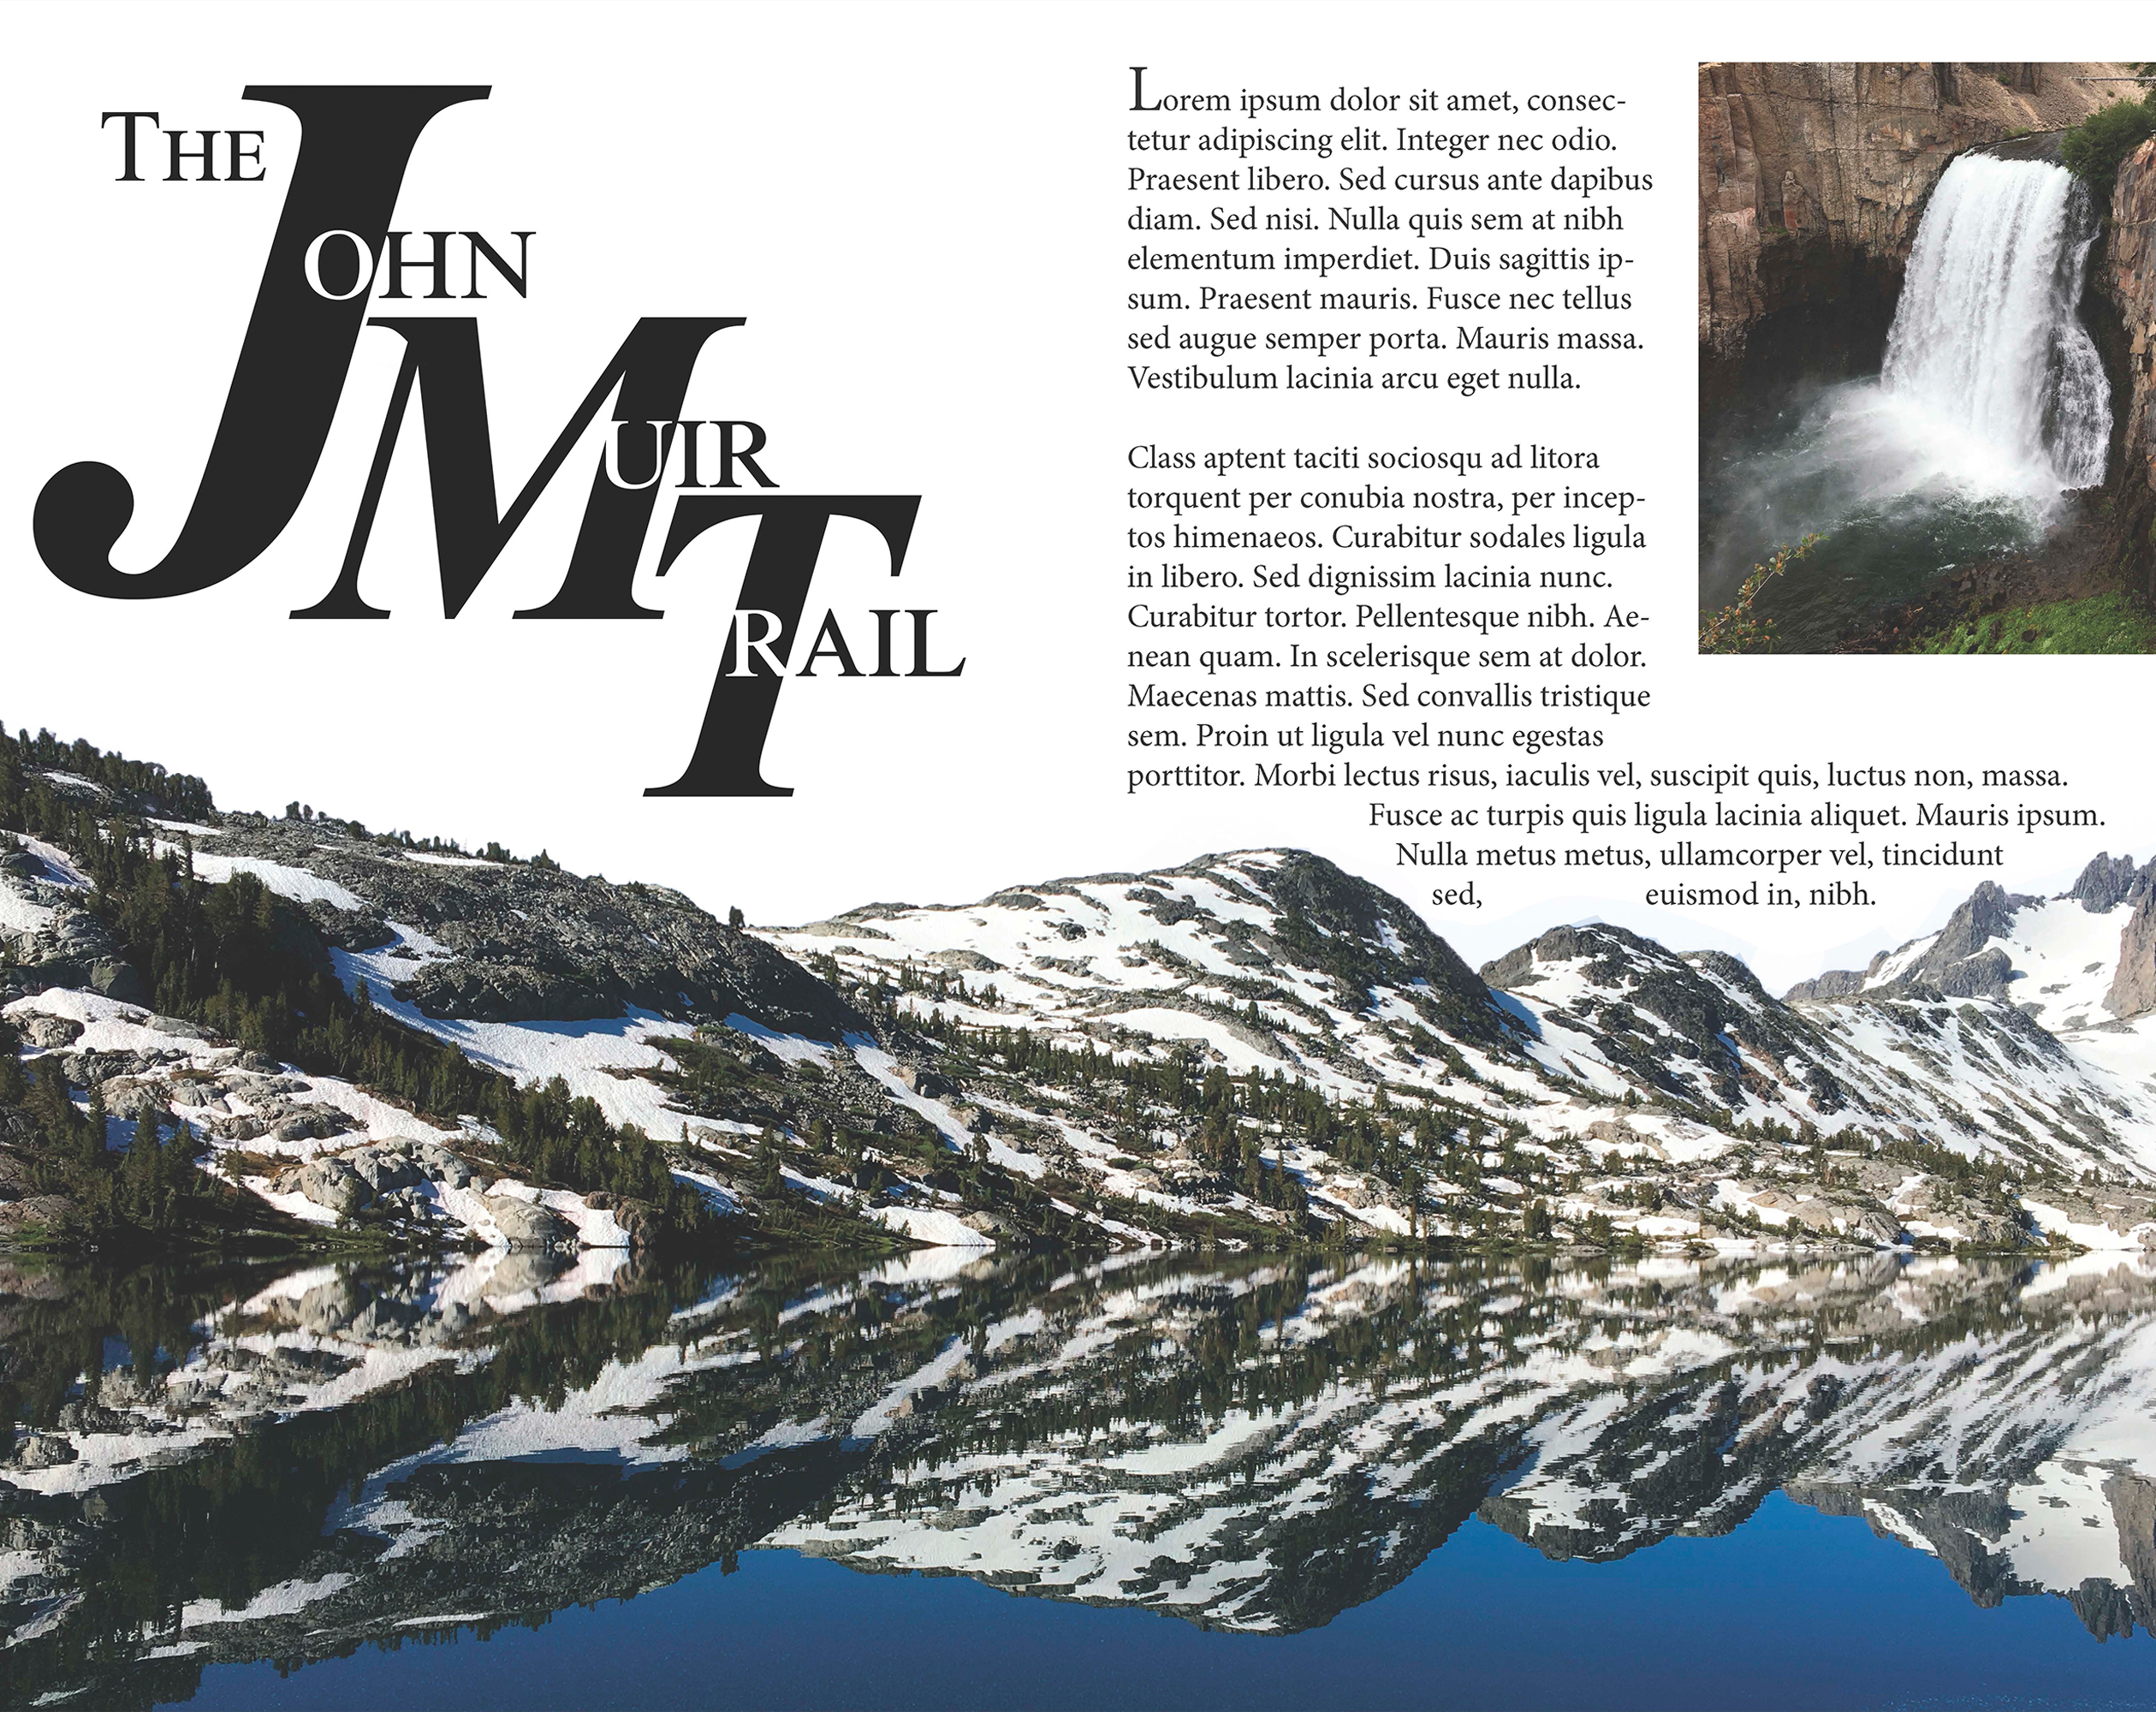 THE
JOHN
MUIR
TRAIL
Lorem ipsum dolor sit amet, consec-
tetur adipiscing elit. Integer nec odio.
Praesent libero. Sed cursus ante dapibus
diam. Sed nisi. Nulla quis sem at nibh
elementum imperdiet. Duis sagittis ip-
sum. Praesent mauris. Fusce nec tellus
sed augue semper porta. Mauris massa.
Vestibulum lacinia arcu eget nulla.
Class aptent taciti sociosqu ad litora
torquent per conubia nostra, per incep-
tos himenaeos. Curabitur sodales ligula
in libero. Sed dignissim lacinia nunc.
Curabitur tortor. Pellentesque nibh. Ae-
nean quam. In scelerisque sem at dolor.
Maecenas mattis. Sed convallis tristique
sem. Proin ut ligula vel nunc egestas
porttitor. Morbi lectus risus, iaculis vel, suscipit quis, luctus non, massa.
Fusce ac turpis quis ligula lacinia aliquet. Mauris ipsum.
Nulla metus metus, ullamcorper vel, tincidunt
sed, euismod in, nibh.